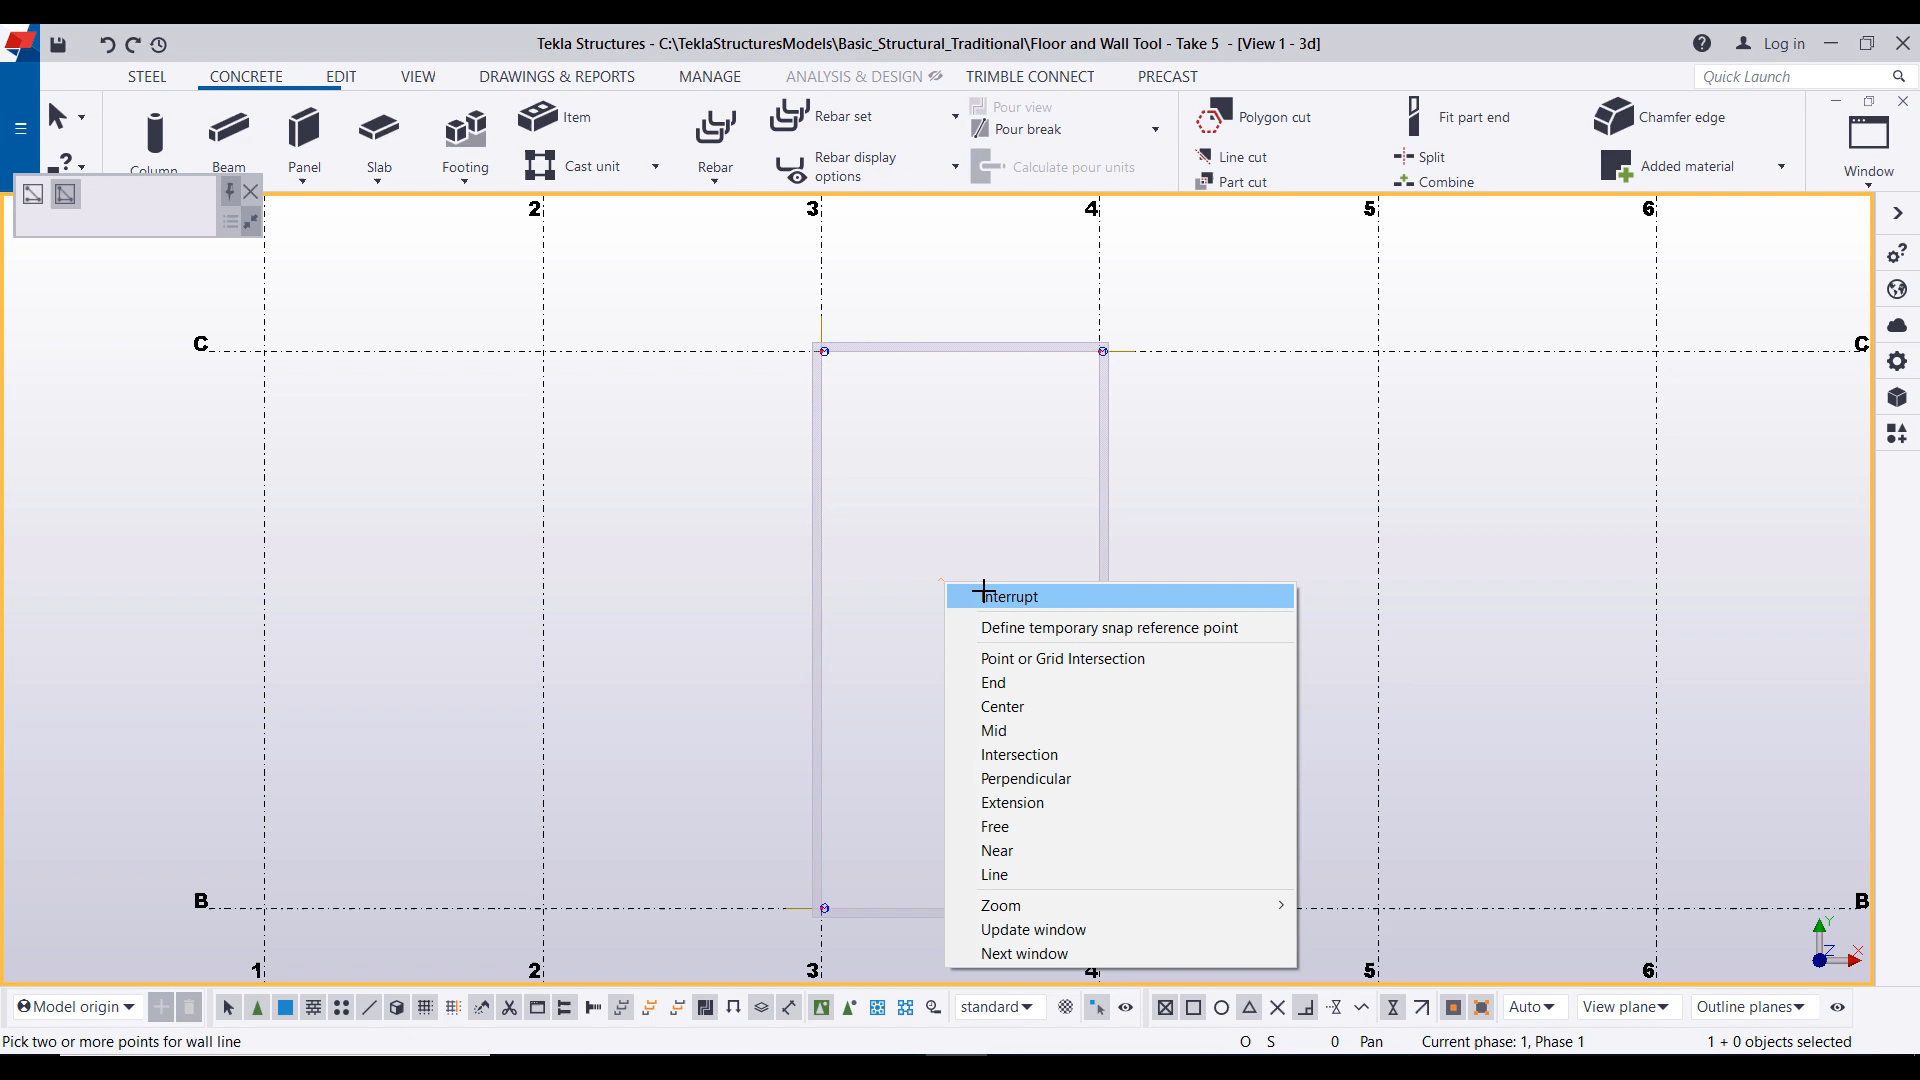 Tekla Structures - C:\TeklaStructuresModels\Basic_Structural_Traditional\Floor and Wall Tool - Take 5 - [View 1 - 3d]
Log in
STEEL CONCRETE EDIT VIEW DRAWINGS & REPORTS MANAGE ANALYSIS & DESIGN TRIMBLE CONNECT PRECAST
Quick Launch
Column
Beam
Panel
Slab
Footing
Item
Cast unit
Rebar
Rebar set
Rebar display
options
Pour view
Pour break
Calculate pour units
Polygon cut
Line cut
Part cut
Fit part end
Split
Combine
Chamfer edge
Added material
Window
2 3 4 5 6
C C
Interrupt
Define temporary snap reference point
Point or Grid Intersection
End
Center
Mid
Intersection
Perpendicular
Extension
Free
Near
Line
Zoom
Update window
Next window
B B
Y
Z X
1 2 3 4 5 6
Model origin
standard
Auto
View plane
Outline planes
Pick two or more points for wall line
O S 0 Pan Current phase: 1, Phase 1 1 + 0 objects selected